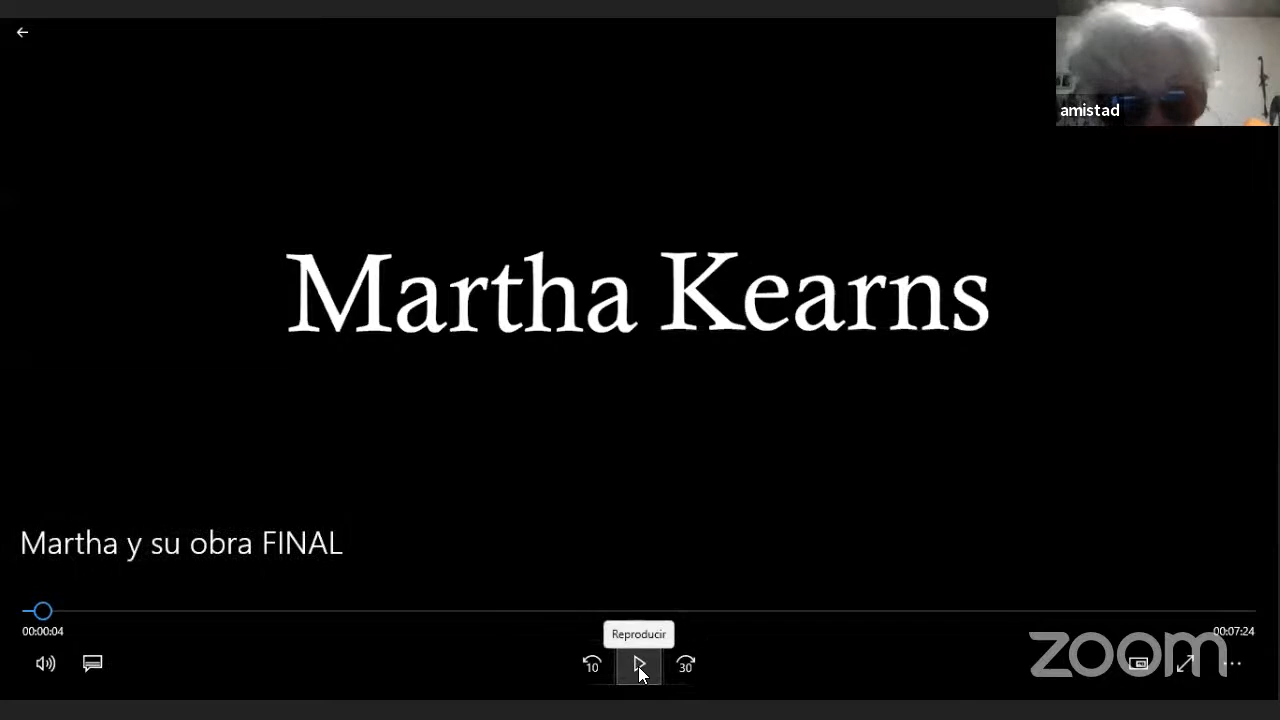 amistad
Martha Kearns
Martha y su obra FINAL
00:00:04
00:07:24
Reproducir
10
30
zoom